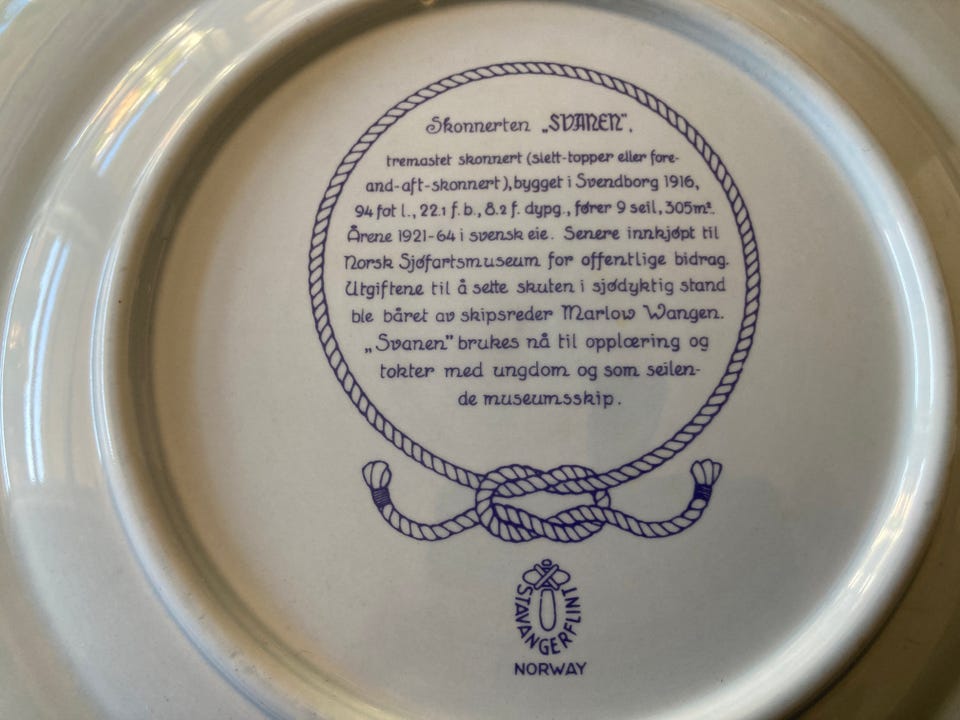 Skonnerten „SVANEN”,
tremastet skonnert (slett-topper eller fore-
and-aft-skonnert), bygget i Svendborg 1916,
94 fot l., 22.1 f. b., 8.2 f. dypg., fører 9 seil, 305m².
Årene 1921-64 i svensk eie. Senere innkjøpt til
Norsk Sjøfartsmuseum for offentlige bidrag.
Utgiftene til å sette skuten i sjødyktig stand
ble båret av skipsreder Marlow Wangen.
„Svanen” brukes nå til opplæring og
tokter med ungdom og som seilen-
de museumsskip.
STAVANGERFLINT
NORWAY